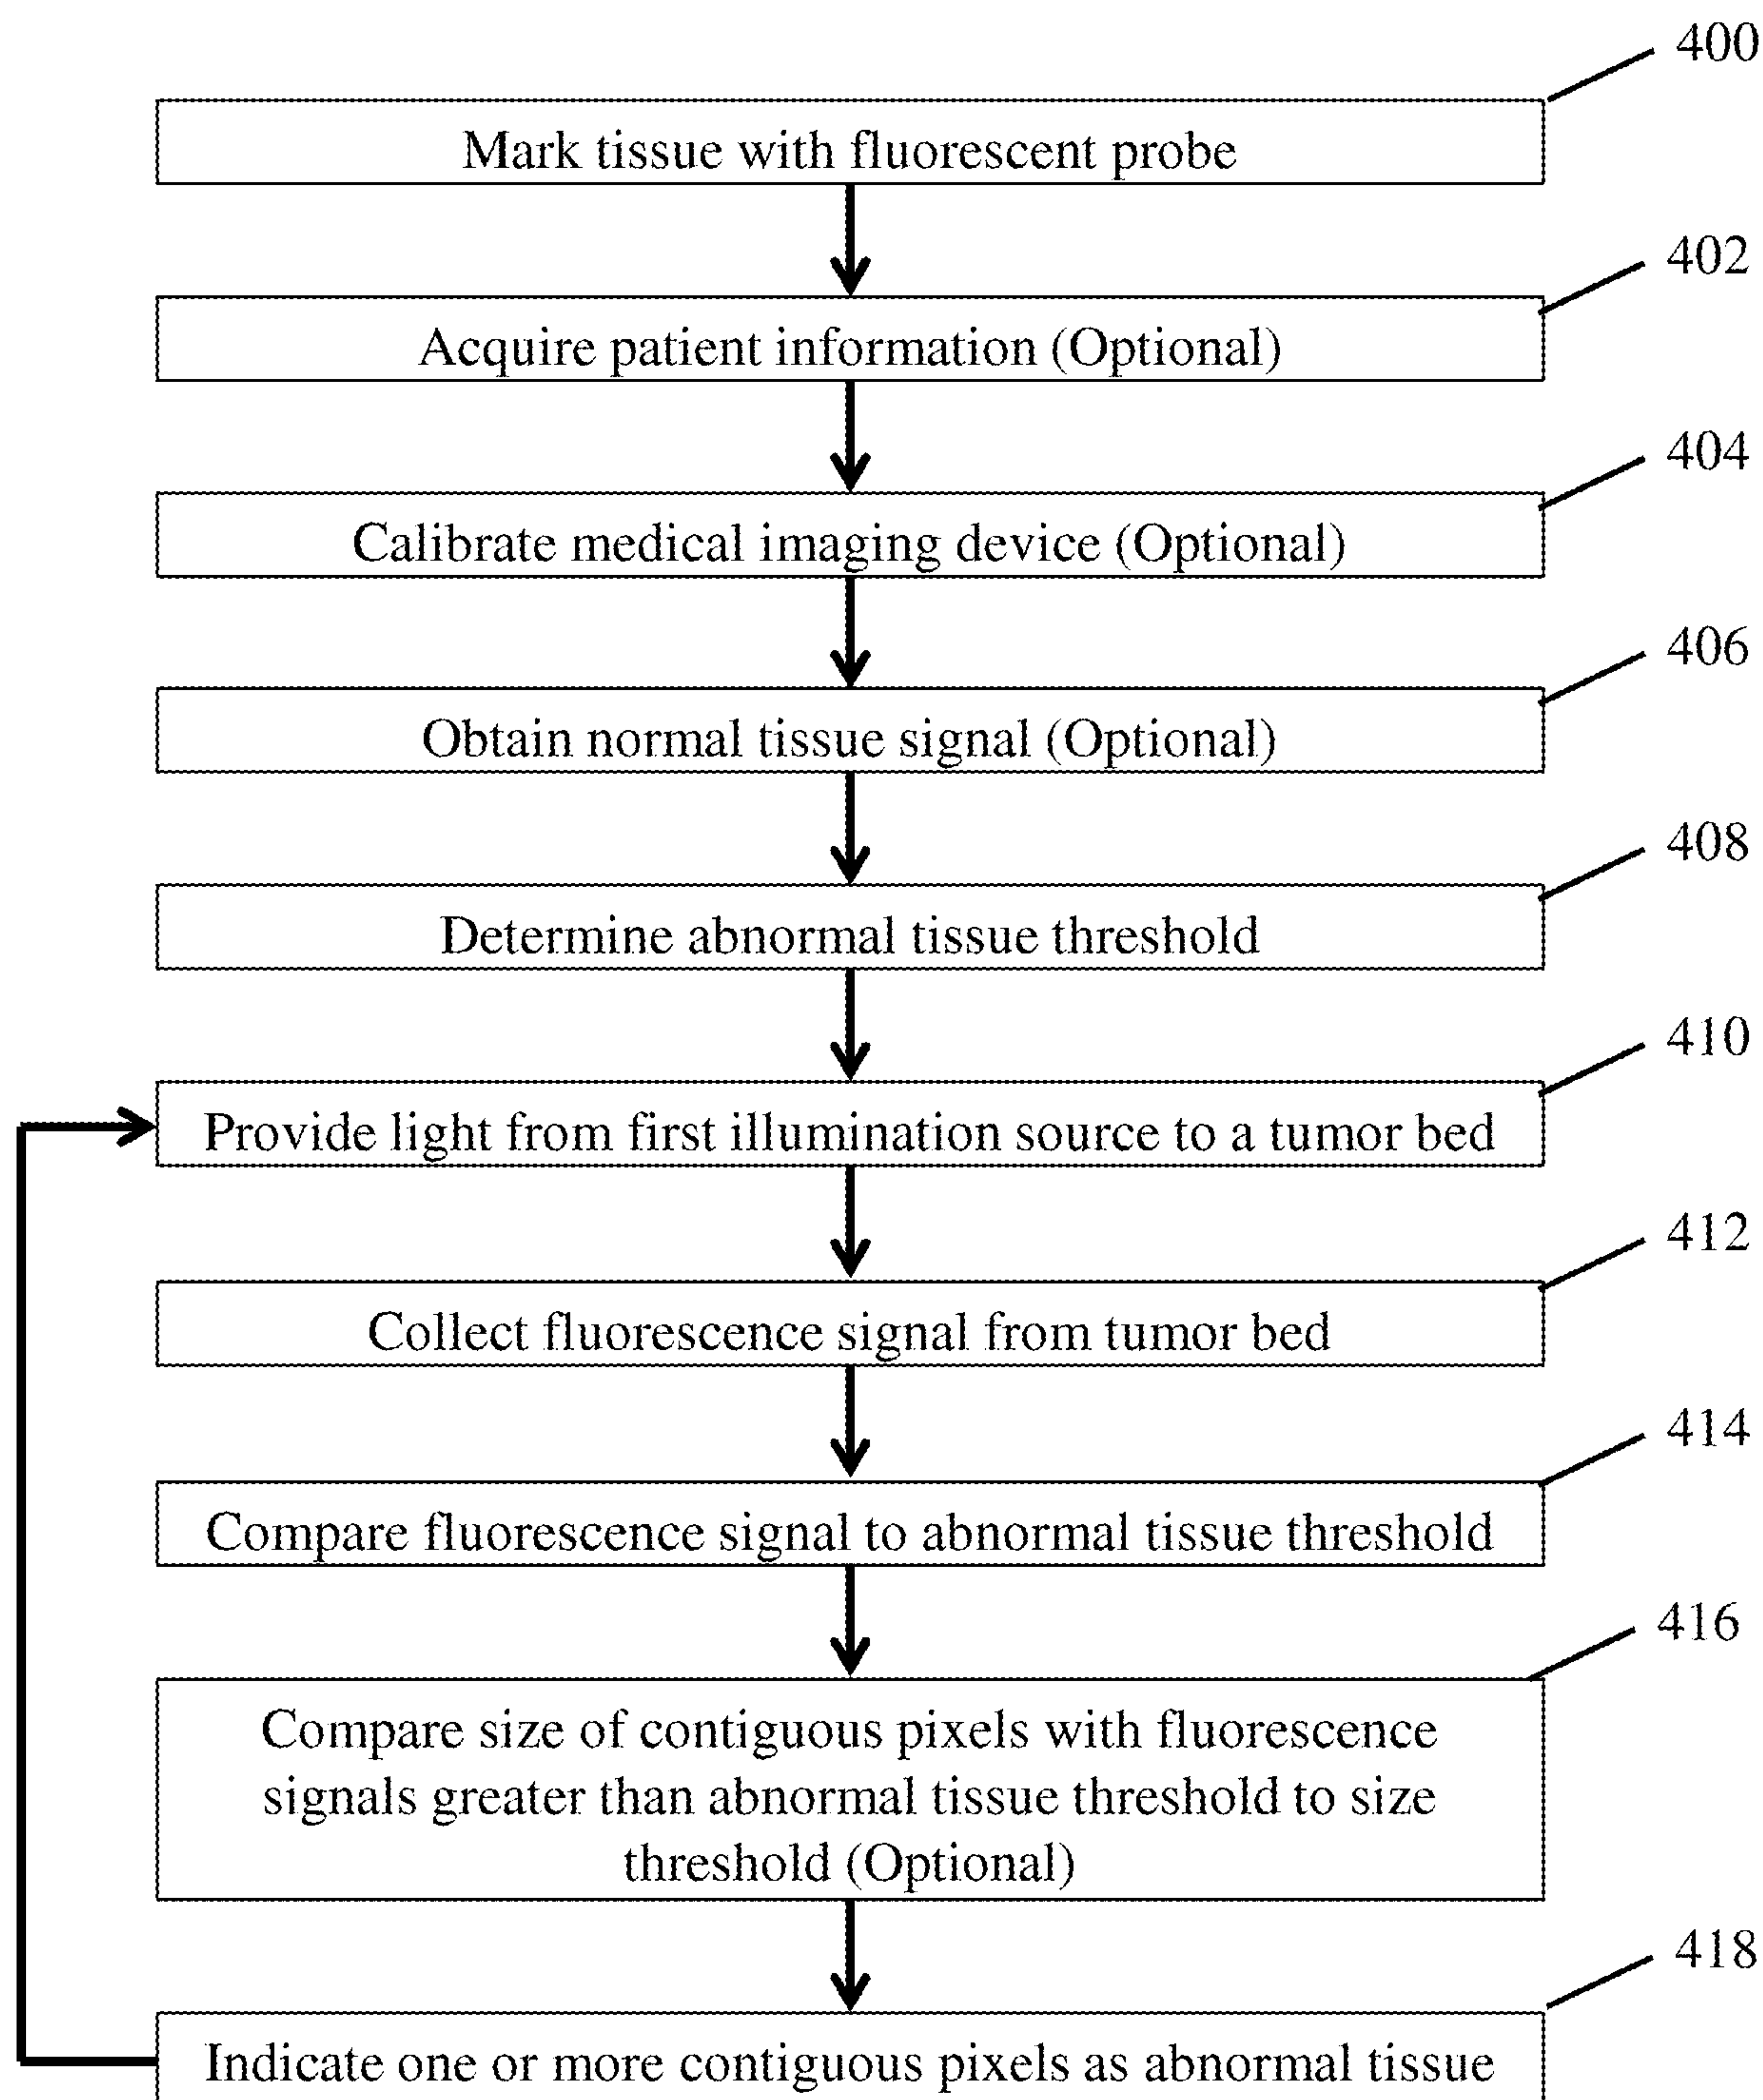 400
Mark tissue with fluorescent probe
402
Acquire patient information (Optional)
404
Calibrate medical imaging device (Optional)
406
Obtain normal tissue signal (Optional)
408
Determine abnormal tissue threshold
410
Provide light from first illumination source to a tumor bed
412
Collect fluorescence signal from tumor bed
414
Compare fluorescence signal to abnormal tissue threshold
416
Compare size of contiguous pixels with fluorescence
signals greater than abnormal tissue threshold to size
threshold (Optional)
418
Indicate one or more contiguous pixels as abnormal tissue